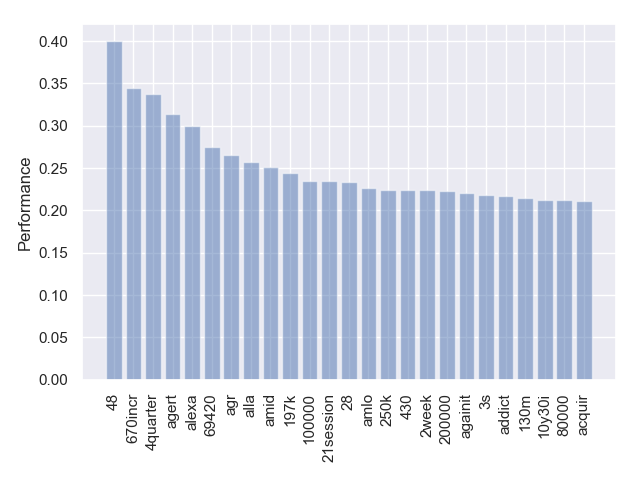 0.40
0.35
0.30
0.25
0.20
0.15
0.10
0.05
0.00
Performance
48
670incr
4quarter
agert
alexa
69420
agr
alla
amid
197k
100000
21session
28
amlo
250k
430
2week
200000
againit
3s
addict
130m
10y30i
80000
acquir